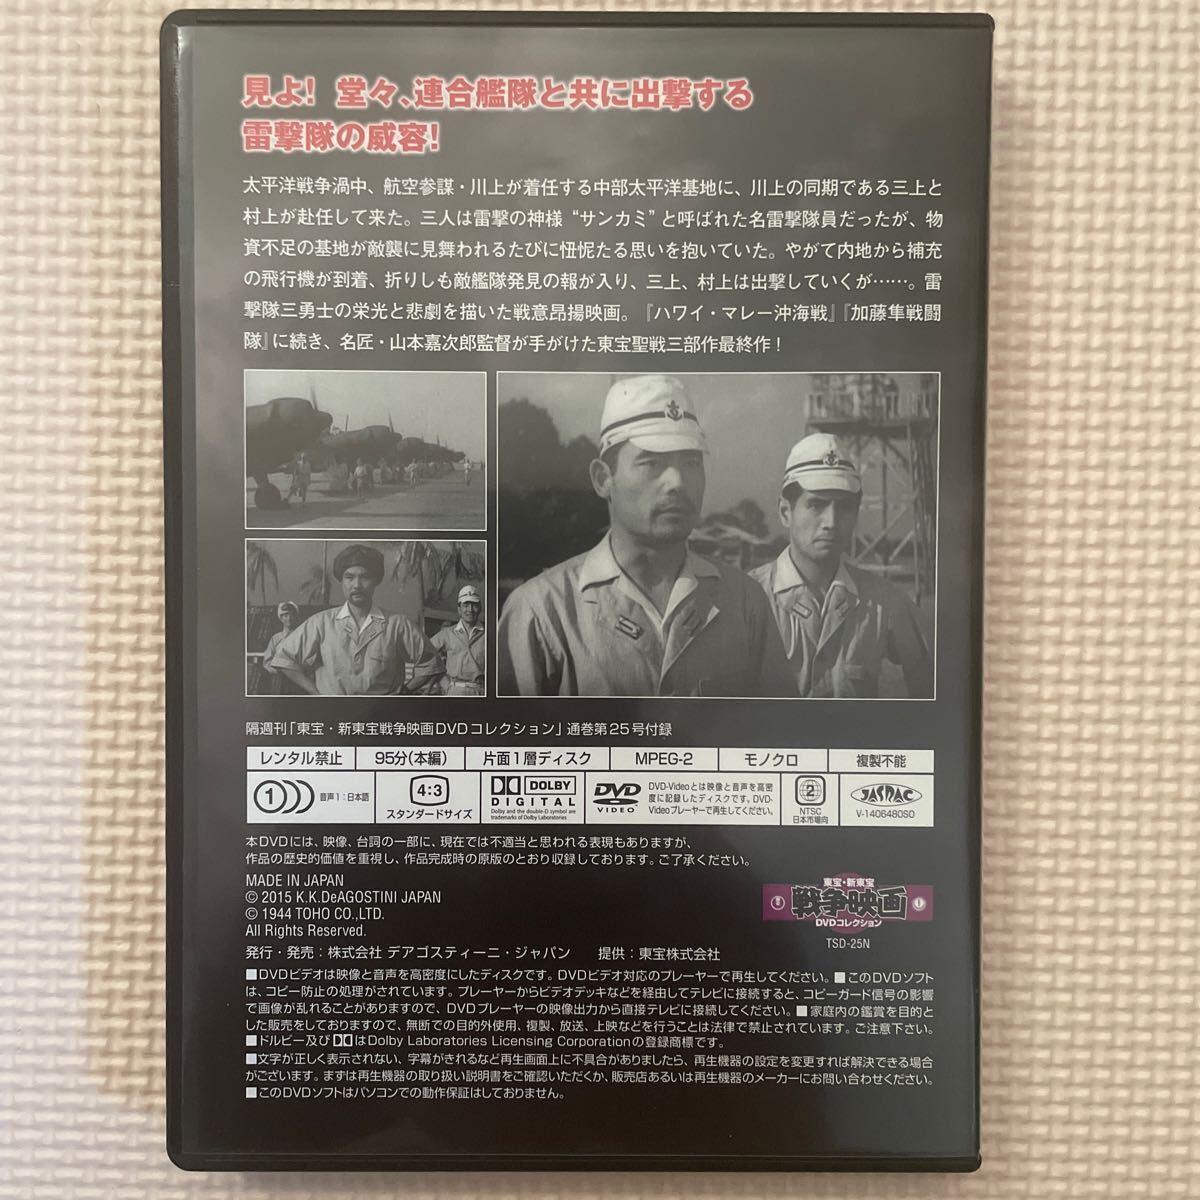 見よ! 堂々、連合艦隊と共に出撃する
雷撃隊の威容!
太平洋戦争渦中、航空参謀・川上が着任する中部太平洋基地に、川上の同期である三上と
村上が赴任して来た。三人は雷撃の神様“サンカミ”と呼ばれた名雷撃隊員だったが、物
資不足の基地が敵襲に見舞われるたびに忸怩たる思いを抱いていた。やがて内地から補充
の飛行機が到着、折りしも敵艦隊発見の報が入り、三上、村上は出撃していくが……。雷
撃隊三勇士の栄光と悲劇を描いた戦意昂揚映画。『ハワイ・マレー沖海戦』『加藤隼戦闘
隊』に続き、名匠・山本嘉次郎監督が手がけた東宝聖戦三部作最終作！
隔週刊「東宝・新東宝戦争映画DVDコレクション」通巻第25号付録
レンタル禁止 95分(本編) 片面1層ディスク MPEG-2 モノクロ 複製不能
1 音声1：日本語
4:3
スタンダードサイズ
DOLBY
DIGITAL
Dolby and the double-D symbol are
trademarks of Dolby Laboratories
DVD
VIDEO
DVD-Videoとは映像と音声を高密
度に記録したディスクです。DVD-
Videoプレーヤーで再生してください。
2
NTSC
日本市場向
JASRAC
V-1406480SO
本DVDには、映像、台詞の一部に、現在では不適当と思われる表現もありますが、
作品の歴史的価値を重視し、作品完成時の原版のとおり収録しております。ご了承ください。
MADE IN JAPAN
© 2015 K.K.DeAGOSTINI JAPAN
© 1944 TOHO CO.,LTD.
All Rights Reserved.
東宝・新東宝
戦争映画
DVDコレクション
TSD-25N
発行・発売：株式会社 デアゴスティーニ・ジャパン 提供：東宝株式会社
■DVDビデオは映像と音声を高密度にしたディスクです。DVDビデオ対応のプレーヤーで再生してください。■このDVDソフト
は、コピー防止の処理がされています。プレーヤーからビデオデッキなどを経由してテレビに接続すると、コピーガード信号の影響
で画像が乱れることがありますので、DVDプレーヤーの映像出力から直接テレビに接続してください。■家庭内の鑑賞を目的と
した販売をしておりますので、無断での目的外使用、複製、放送、上映などを行うことは法律で禁止されています。ご注意下さい。
■ドルビー及びはDolby Laboratories Licensing Corporationの登録商標です。
■文字が正しく表示されない、字幕がきれるなど再生画面上に不具合がありましたら、再生機器の設定を変更すれば解決できる場合
がございます。まずは再生機器の取り扱い説明書をご確認いただくか、販売店あるいは再生機器のメーカーにお問い合わせください。
■このDVDソフトはパソコンでの動作保証はしておりません。